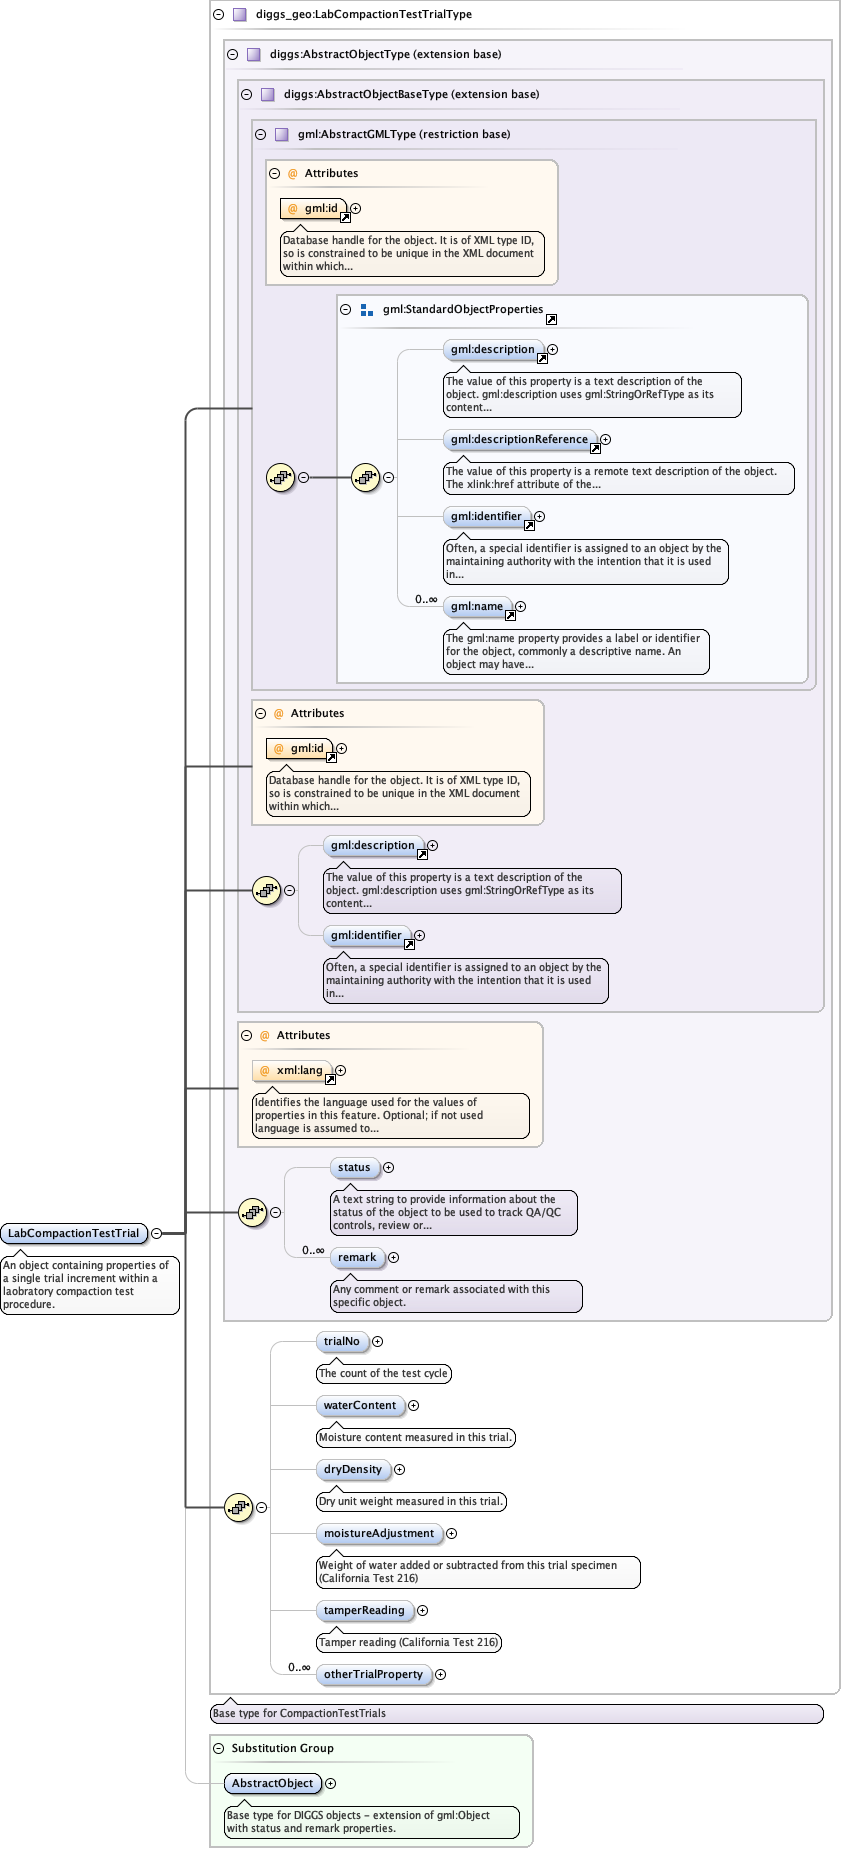 diggs_geo:LabCompactionTestTrialType
diggs:AbstractObjectType (extension base)
diggs:AbstractObjectBaseType (extension base)
gml:AbstractGMLType (restriction base)
@ Attributes
@ gml:id
Database handle for the object. It is of XML type ID,
so is constrained to be unique in the XML document
within which...
gml:StandardObjectProperties
gml:description
The value of this property is a text description of the
object. gml:description uses gml:StringOrRefType as its
content...
gml:descriptionReference
The value of this property is a remote text description of the object.
The xlink:href attribute of the...
gml:identifier
Often, a special identifier is assigned to an object by the
maintaining authority with the intention that it is used
in...
0..∞
gml:name
The gml:name property provides a label or identifier
for the object, commonly a descriptive name. An
object may have...
@ Attributes
@ gml:id
Database handle for the object. It is of XML type ID,
so is constrained to be unique in the XML document
within which...
gml:description
The value of this property is a text description of the
object. gml:description uses gml:StringOrRefType as its
content...
gml:identifier
Often, a special identifier is assigned to an object by the
maintaining authority with the intention that it is used
in...
@ Attributes
@ xml:lang
Identifies the language used for the values of
properties in this feature. Optional; if not used
language is assumed to...
status
A text string to provide information about the
status of the object to be used to track QA/QC
controls, review or...
0..∞
remark
Any comment or remark associated with this
specific object.
LabCompactionTestTrial
An object containing properties of
a single trial increment within a
laobratory compaction test
procedure.
trialNo
The count of the test cycle
waterContent
Moisture content measured in this trial.
dryDensity
Dry unit weight measured in this trial.
moistureAdjustment
Weight of water added or subtracted from this trial specimen
(California Test 216)
tamperReading
Tamper reading (California Test 216)
0..∞
otherTrialProperty
Base type for CompactionTestTrials
Substitution Group
AbstractObject
Base type for DIGGS objects - extension of gml:Object
with status and remark properties.